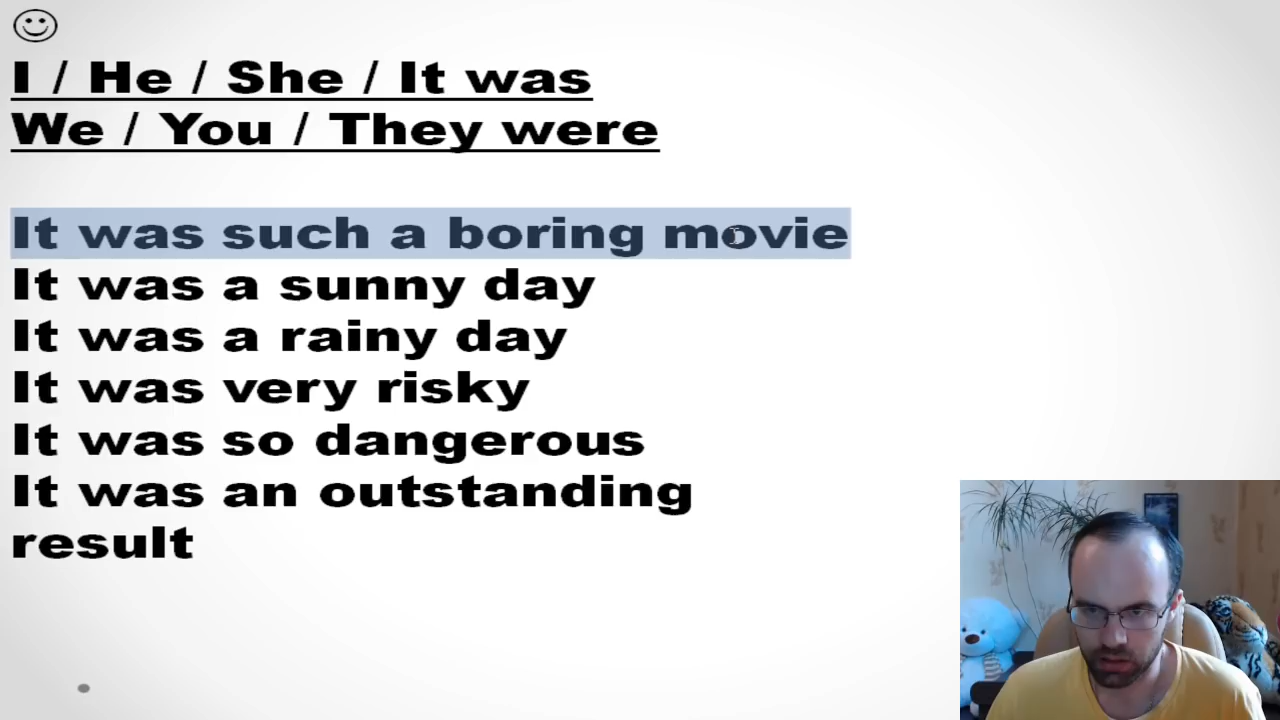 I / He / She / It was
We / You / They were
It was such a boring movie
It was a sunny day
It was a rainy day
It was very risky
It was so dangerous
It was an outstanding
result